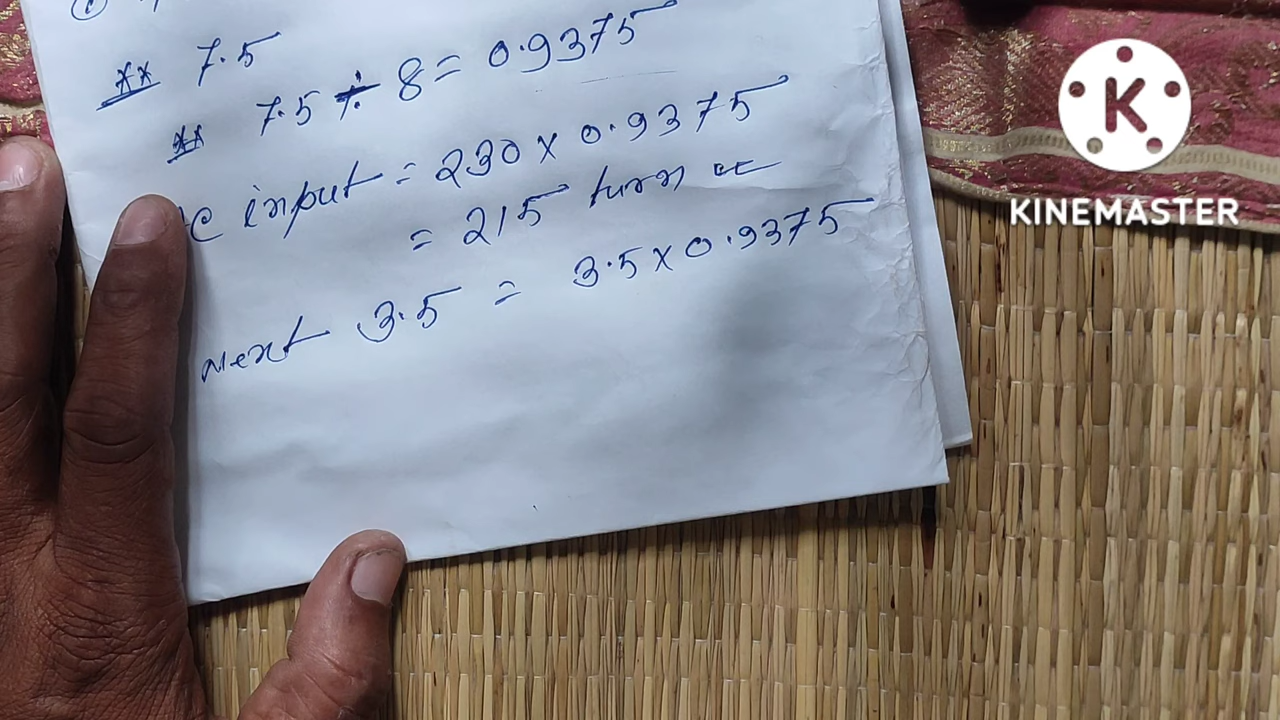 ** 7.5
** 7.5 ÷ 8 = 0.9375
C input = 230 × 0.9375
= 215 turn
Next 3.5 = 3.5 × 0.9375
K
KINEMASTER